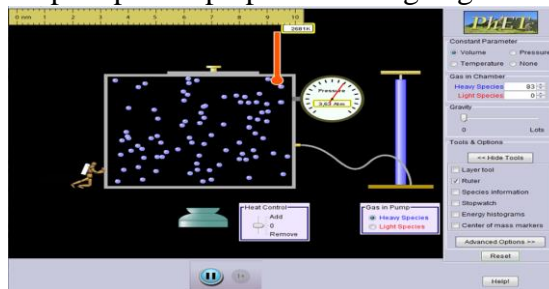 0 nm 1 2 3 4 5 6 7 8 9 10
2681K
PhET
Constant Parameter
Volume Pressure
Temperature None
Gas in Chamber
Heavy Species 83
Light Species 0
Gravity
0 Lots
Tools & Options
<< Hide Tools
Layer tool
Ruler
Species information
Stopwatch
Energy histograms
Center of mass markers
Advanced Options >>
Reset
Help!
Pressure
Heat Control
Add
0
Remove
Gas in Pump
Heavy Species
Light Species